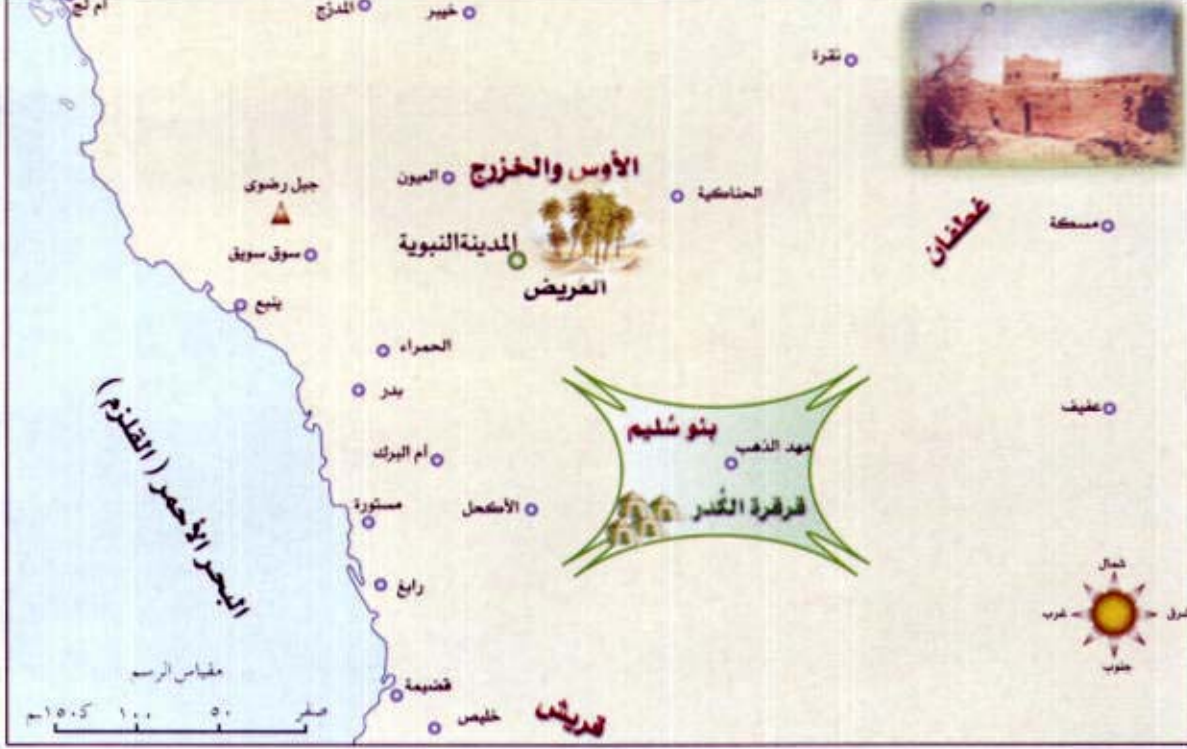 أم لج
المدرج
خيبر
نقرة
الأوس والخزرج
العيون
جبل رضوى
الحناكية
غطفان
مسكة
المدينة النبوية
سوق سويق
العريض
ينبع
الحمراء
بدر
عفيف
بنو سُليم
مهد الذهب
أم البرك
الأكحل
مستورة
قرقرة الكُدر
البحر الأحمر ( القلزم )
رابغ
شمال
شرق
غرب
جنوب
مقياس الرسم
صفر
٥٠
١٠٠
١٥٠كم
قضيمة
خليص
قريش